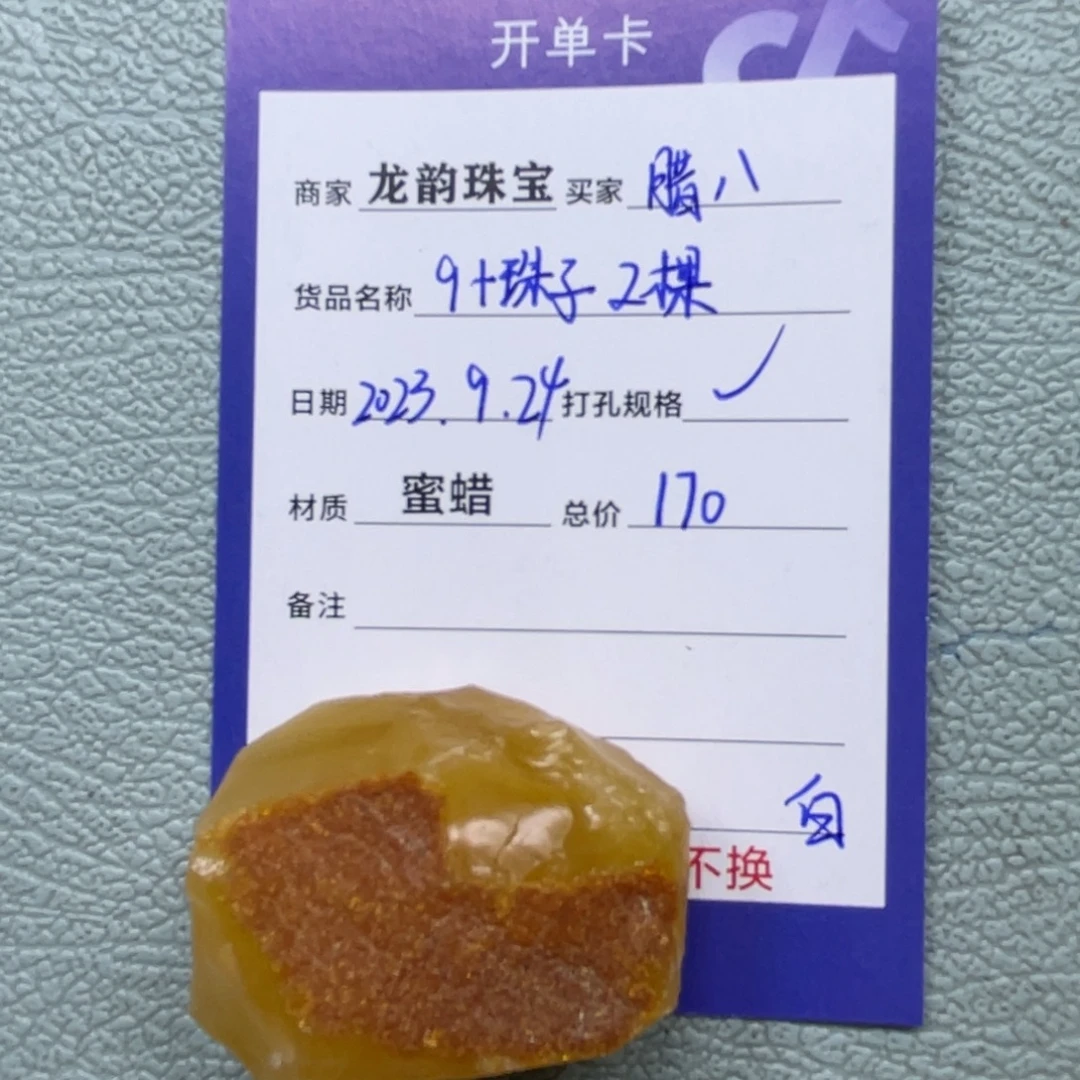 开单卡
商家 龙韵珠宝 买家 腊八
货品名称 9+珠子 2棵
日期 2023.9.24 打孔规格 ✓
材质 蜜蜡 总价 170
备注
不换